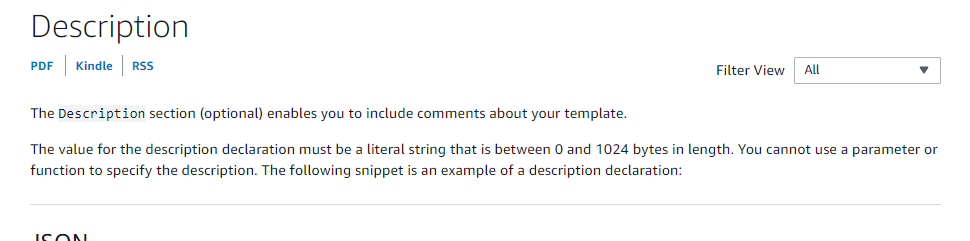 Description
PDF Kindle RSS
Filter View All
The Description section (optional) enables you to include comments about your template.
The value for the description declaration must be a literal string that is between 0 and 1024 bytes in length. You cannot use a parameter or
function to specify the description. The following snippet is an example of a description declaration:
JSON